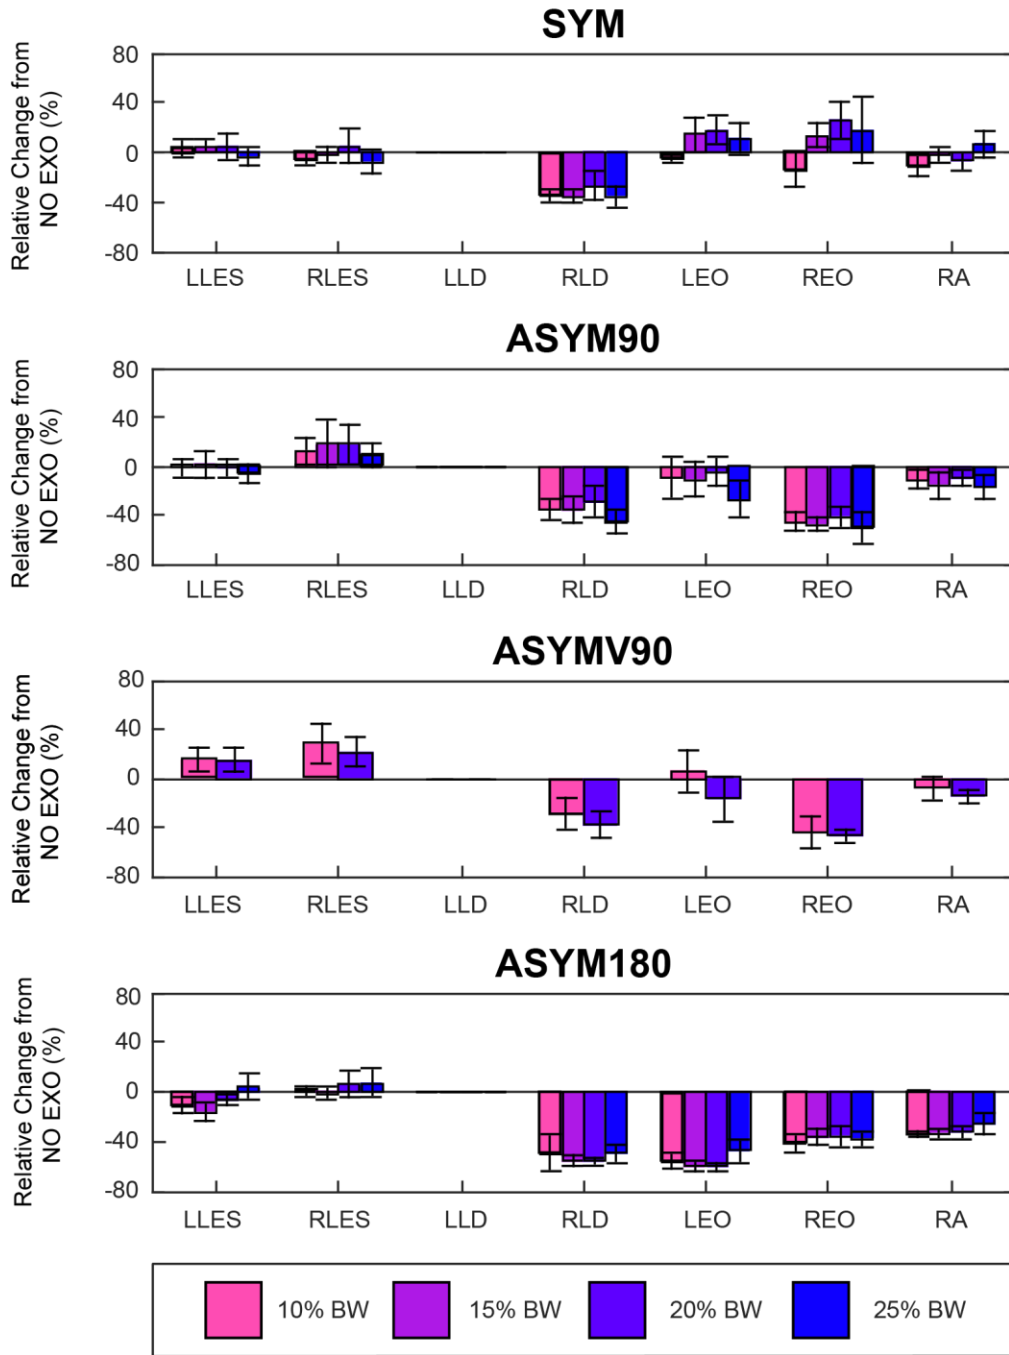 SYM
Relative Change from
NO EXO (%)
80
40
0
-40
-80
LLES RLES LLD RLD LEO REO RA
ASYM90
Relative Change from
NO EXO (%)
80
40
0
-40
-80
LLES RLES LLD RLD LEO REO RA
ASYMV90
Relative Change from
NO EXO (%)
80
40
0
-40
-80
LLES RLES LLD RLD LEO REO RA
ASYM180
Relative Change from
NO EXO (%)
80
40
0
-40
-80
LLES RLES LLD RLD LEO REO RA
10% BW 15% BW 20% BW 25% BW